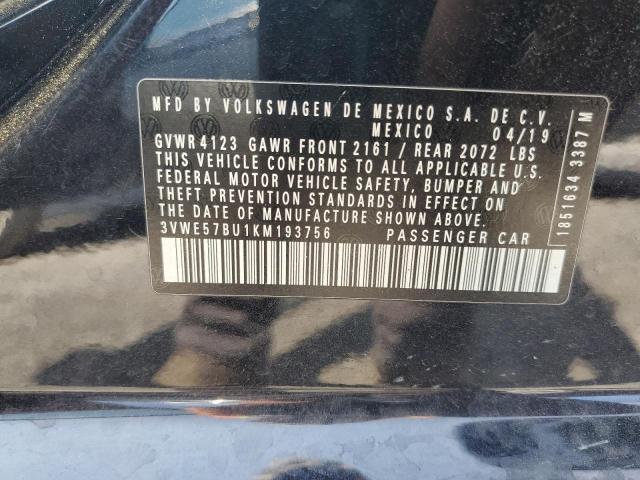 MFD BY VOLKSWAGEN DE MEXICO S.A. DE C.V.
MEXICO 04/19
GVWR 4123 GAWR FRONT 2161 / REAR 2072 LBS
THIS VEHICLE CONFORMS TO ALL APPLICABLE U.S.
FEDERAL MOTOR VEHICLE SAFETY, BUMPER AND
THEFT PREVENTION STANDARDS IN EFFECT ON
THE DATE OF MANUFACTURE SHOWN ABOVE.
3VWE57BU1KM193756 PASSENGER CAR
1851634 3387 M